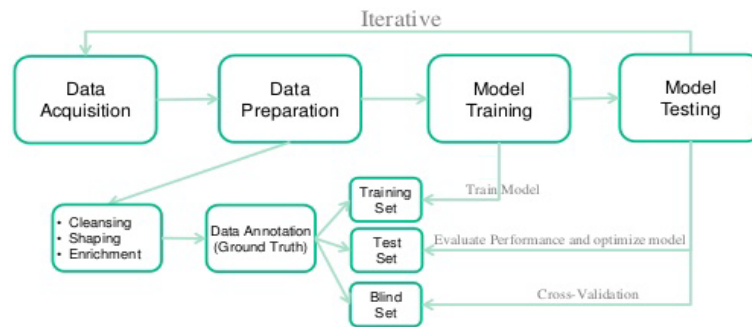 Iterative
Data
Acquisition
Data
Preparation
Model
Training
Model
Testing
• Cleansing
• Shaping
• Enrichment
Data Annotation
(Ground Truth)
Training
Set
Train Model
Test
Set
Evaluate Performance and optimize model
Blind
Set
Cross-Validation